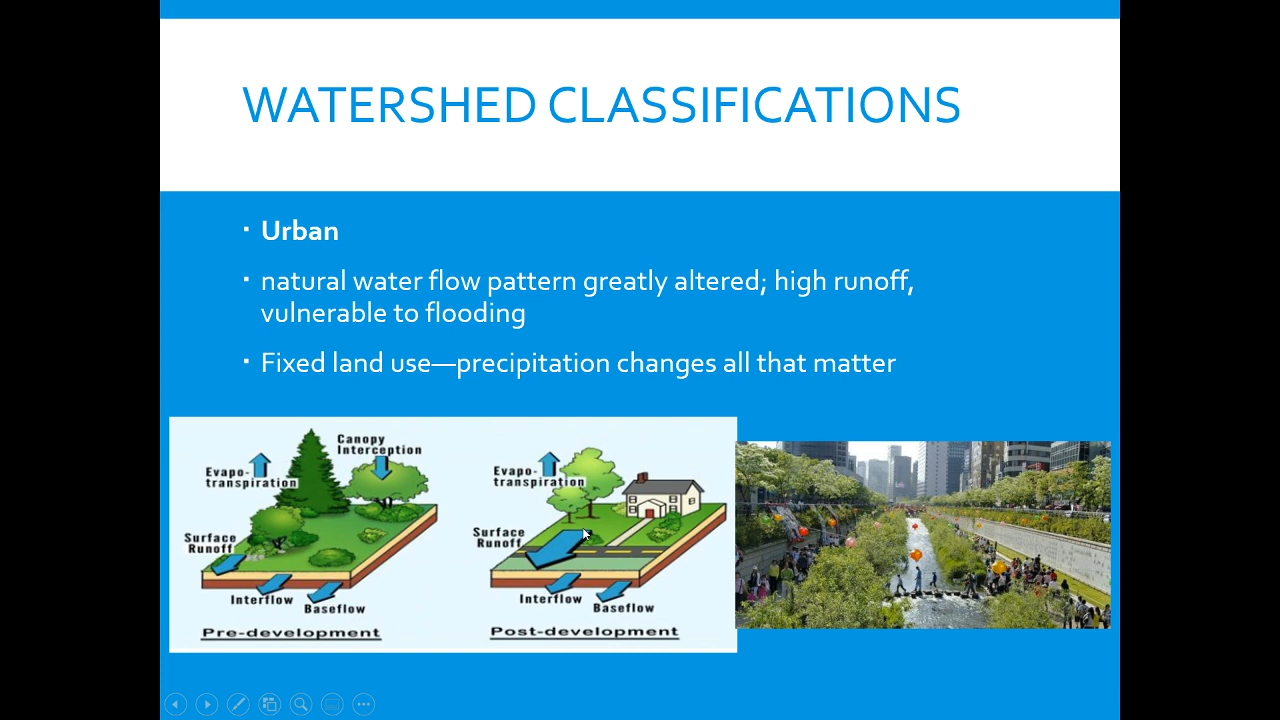 WATERSHED CLASSIFICATIONS
▪ Urban
▪ natural water flow pattern greatly altered; high runoff,
vulnerable to flooding
▪ Fixed land use—precipitation changes all that matter
Canopy
Interception
Evapo-
transpiration
Surface
Runoff
Interflow
Baseflow
Pre-development
Evapo-
transpiration
Surface
Runoff
Interflow
Baseflow
Post-development